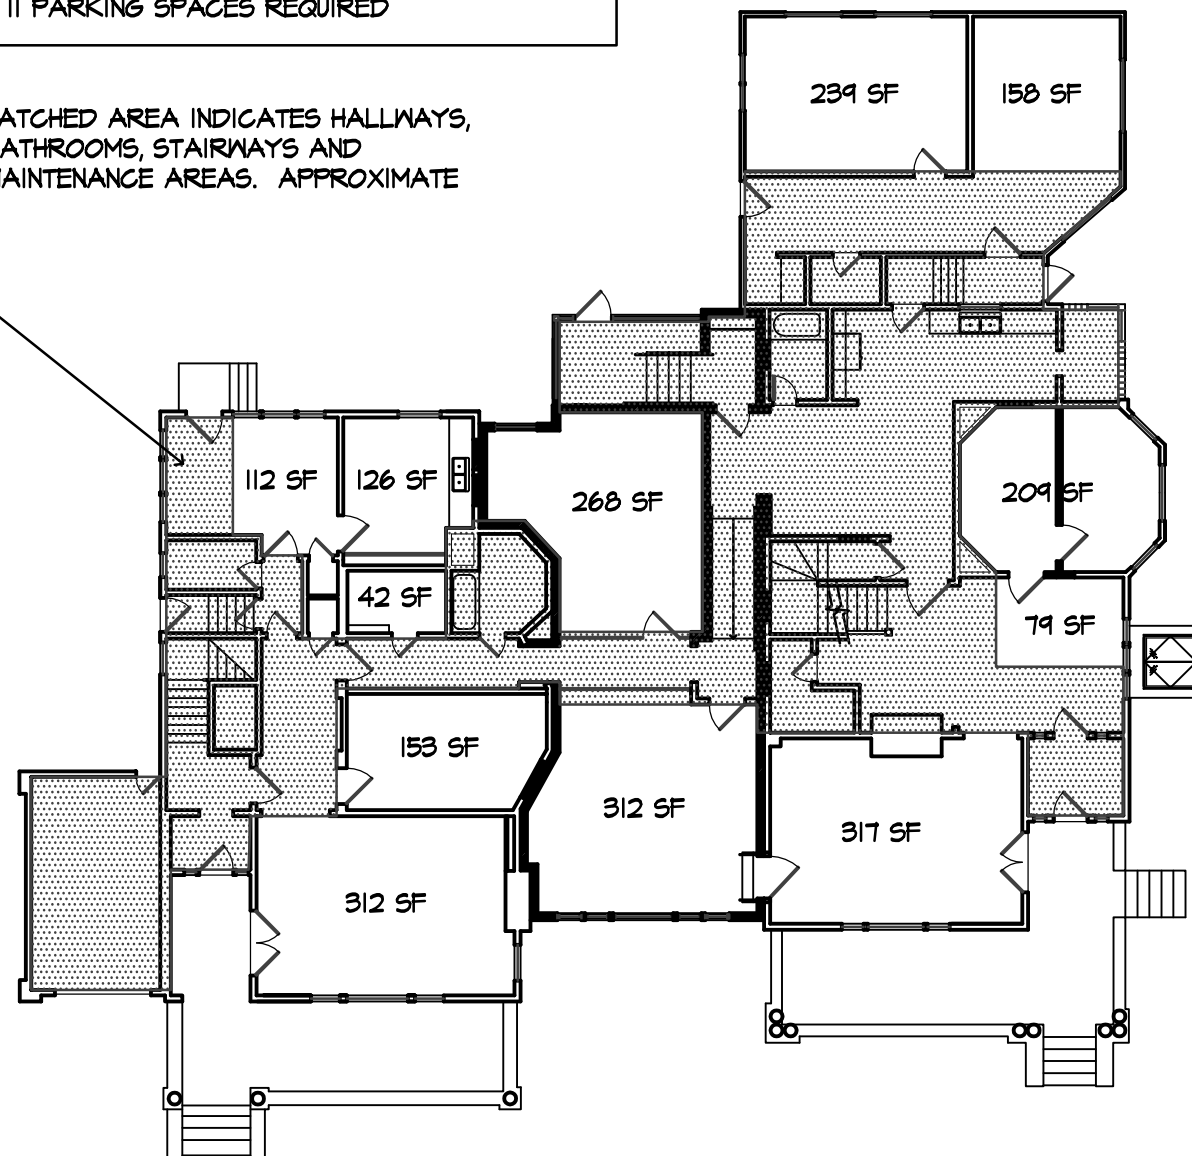 11 PARKING SPACES REQUIRED
ATCHED AREA INDICATES HALLWAYS,
ATHROOMS, STAIRWAYS AND
MAINTENANCE AREAS. APPROXIMATE
239 SF
158 SF
112 SF
126 SF
268 SF
209 SF
42 SF
79 SF
153 SF
312 SF
317 SF
312 SF